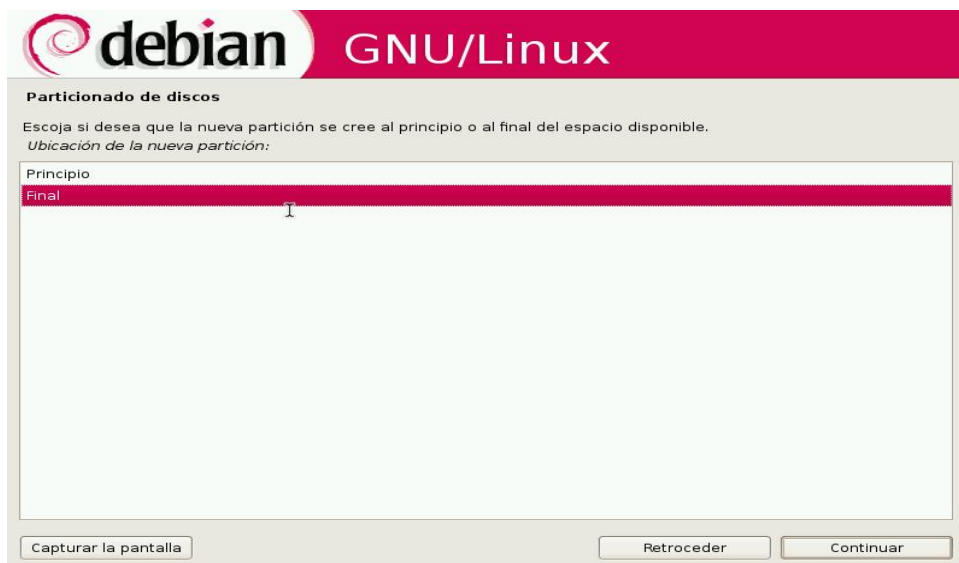 debian GNU/Linux
Particionado de discos
Escoja si desea que la nueva partición se cree al principio o al final del espacio disponible.
Ubicación de la nueva partición:
Principio
Final
Capturar la pantalla
Retroceder
Continuar